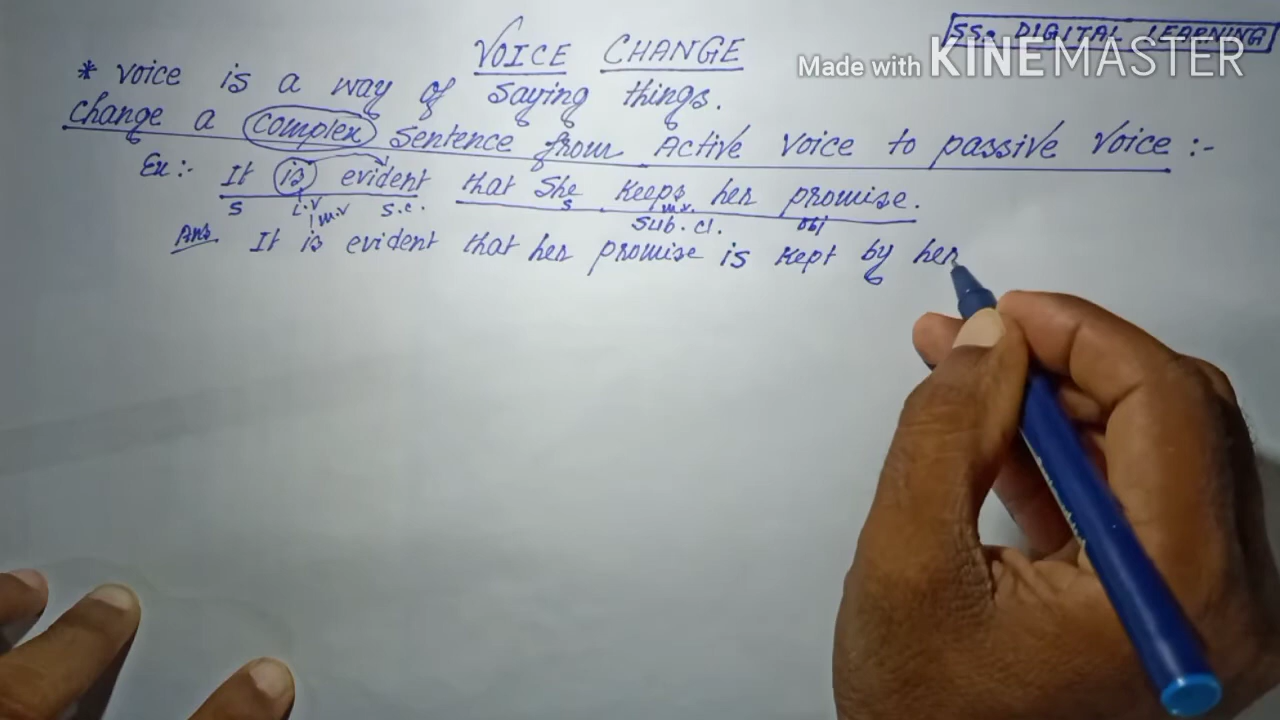 SS. DIGITAL LEARNING
Made with KINEMASTER
VOICE CHANGE
* Voice is a way of saying things.
Change a complex sentence from Active Voice to passive Voice :-
Ex :- It is evident that She keeps her promise.
S L.V S.C. S m.v. obj
m.v Sub. cl.
Ans It is evident that her promise is kept by her